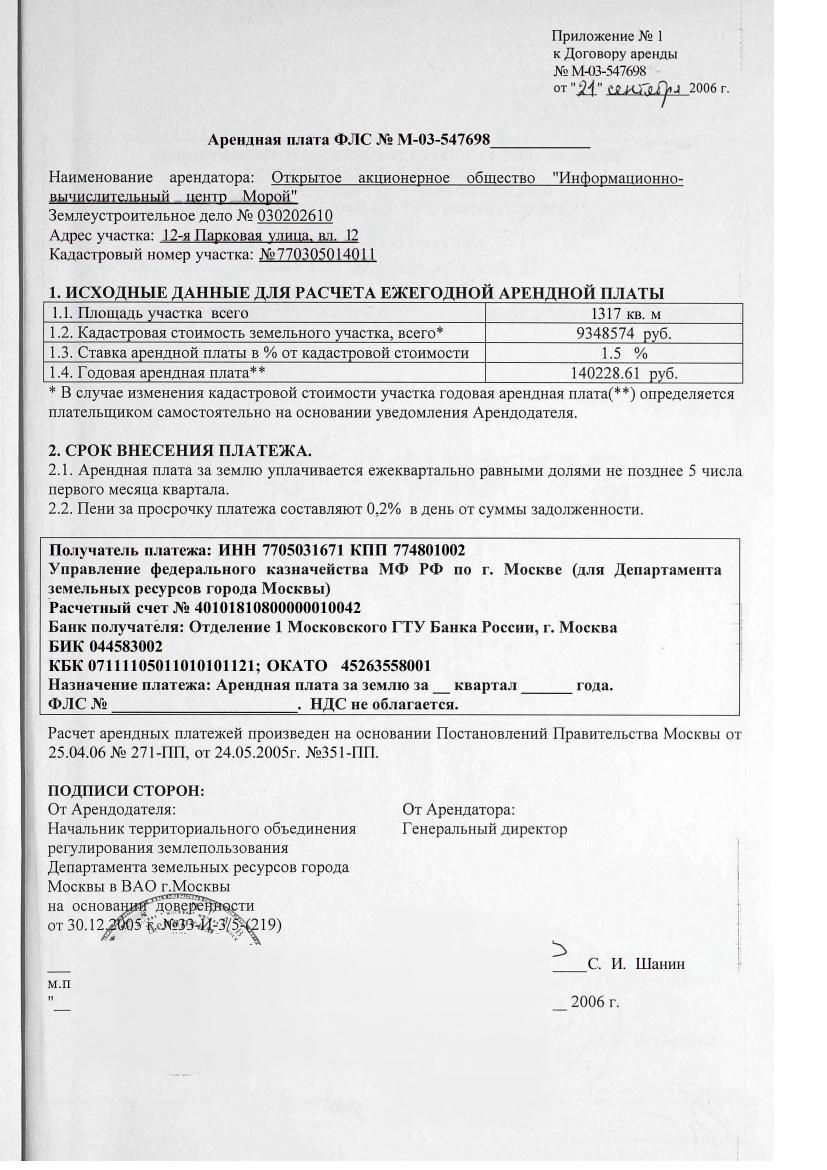 Приложение № 1
к Договору аренды
№ М-03-547698
от "21" сентября 2006 г.
Арендная плата ФЛС № М-03-547698____________
Наименование арендатора: Открытое акционерное общество "Информационно-
вычислительный центр Морой"
Землеустроительное дело № 030202610
Адрес участка: 12-я Парковая улица, вл. 12
Кадастровый номер участка: №770305014011
1. ИСХОДНЫЕ ДАННЫЕ ДЛЯ РАСЧЕТА ЕЖЕГОДНОЙ АРЕНДНОЙ ПЛАТЫ
1.1. Площадь участка всего 1317 кв. м
1.2. Кадастровая стоимость земельного участка, всего* 9348574 руб.
1.3. Ставка арендной платы в % от кадастровой стоимости 1.5 %
1.4. Годовая арендная плата** 140228.61 руб.
* В случае изменения кадастровой стоимости участка годовая арендная плата(**) определяется
плательщиком самостоятельно на основании уведомления Арендодателя.
2. СРОК ВНЕСЕНИЯ ПЛАТЕЖА.
2.1. Арендная плата за землю уплачивается ежеквартально равными долями не позднее 5 числа
первого месяца квартала.
2.2. Пени за просрочку платежа составляют 0,2% в день от суммы задолженности.
Получатель платежа: ИНН 7705031671 КПП 774801002
Управление федерального казначейства МФ РФ по г. Москве (для Департамента
земельных ресурсов города Москвы)
Расчетный счет № 40101810800000010042
Банк получателя: Отделение 1 Московского ГТУ Банка России, г. Москва
БИК 044583002
КБК 07111105011010101121; ОКАТО 45263558001
Назначение платежа: Арендная плата за землю за __ квартал ______ года.
ФЛС № ______________________. НДС не облагается.
Расчет арендных платежей произведен на основании Постановлений Правительства Москвы от
25.04.06 № 271-ПП, от 24.05.2005г. №351-ПП.
ПОДПИСИ СТОРОН:
От Арендодателя: От Арендатора:
Начальник территориального объединения Генеральный директор
регулирования землепользования
Департамента земельных ресурсов города
Москвы в ВАО г.Москвы
на основании доверенности
от 30.12.2005 г. №33-И-3/5-(219)
___ ____С. И. Шанин
м.п
"__ __ 2006 г.